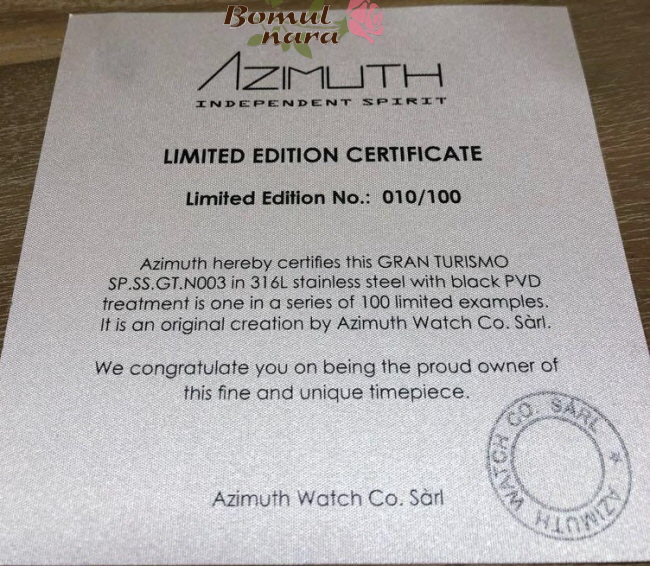 Bomul
nara
AZIMUTH
INDEPENDENT SPIRIT
LIMITED EDITION CERTIFICATE
Limited Edition No.: 010/100
Azimuth hereby certifies this GRAN TURISMO
SP.SS.GT.N003 in 316L stainless steel with black PVD
treatment is one in a series of 100 limited examples.
It is an original creation by Azimuth Watch Co. Sàrl.
We congratulate you on being the proud owner of
this fine and unique timepiece.
Azimuth Watch Co. Sàrl
AZIMUTH WATCH CO. SÀRL ★